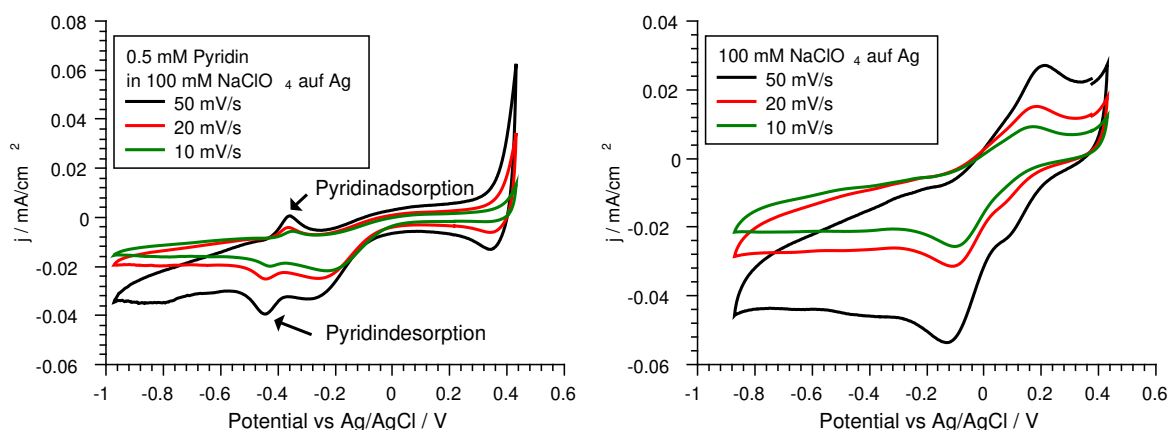 0.08
0.06
0.04
0.02
0
-0.02
-0.04
-0.06
j / mA/cm 2
0.5 mM Pyridin
in 100 mM NaClO 4 auf Ag
50 mV/s
20 mV/s
10 mV/s
Pyridinadsorption
Pyridindesorption
-1 -0.8 -0.6 -0.4 -0.2 0 0.2 0.4 0.6
Potential vs Ag/AgCl / V
0.04
0.02
0
-0.02
-0.04
-0.06
j / mA/cm 2
100 mM NaClO 4 auf Ag
50 mV/s
20 mV/s
10 mV/s
-1 -0.8 -0.6 -0.4 -0.2 0 0.2 0.4 0.6
Potential vs Ag/AgCl / V